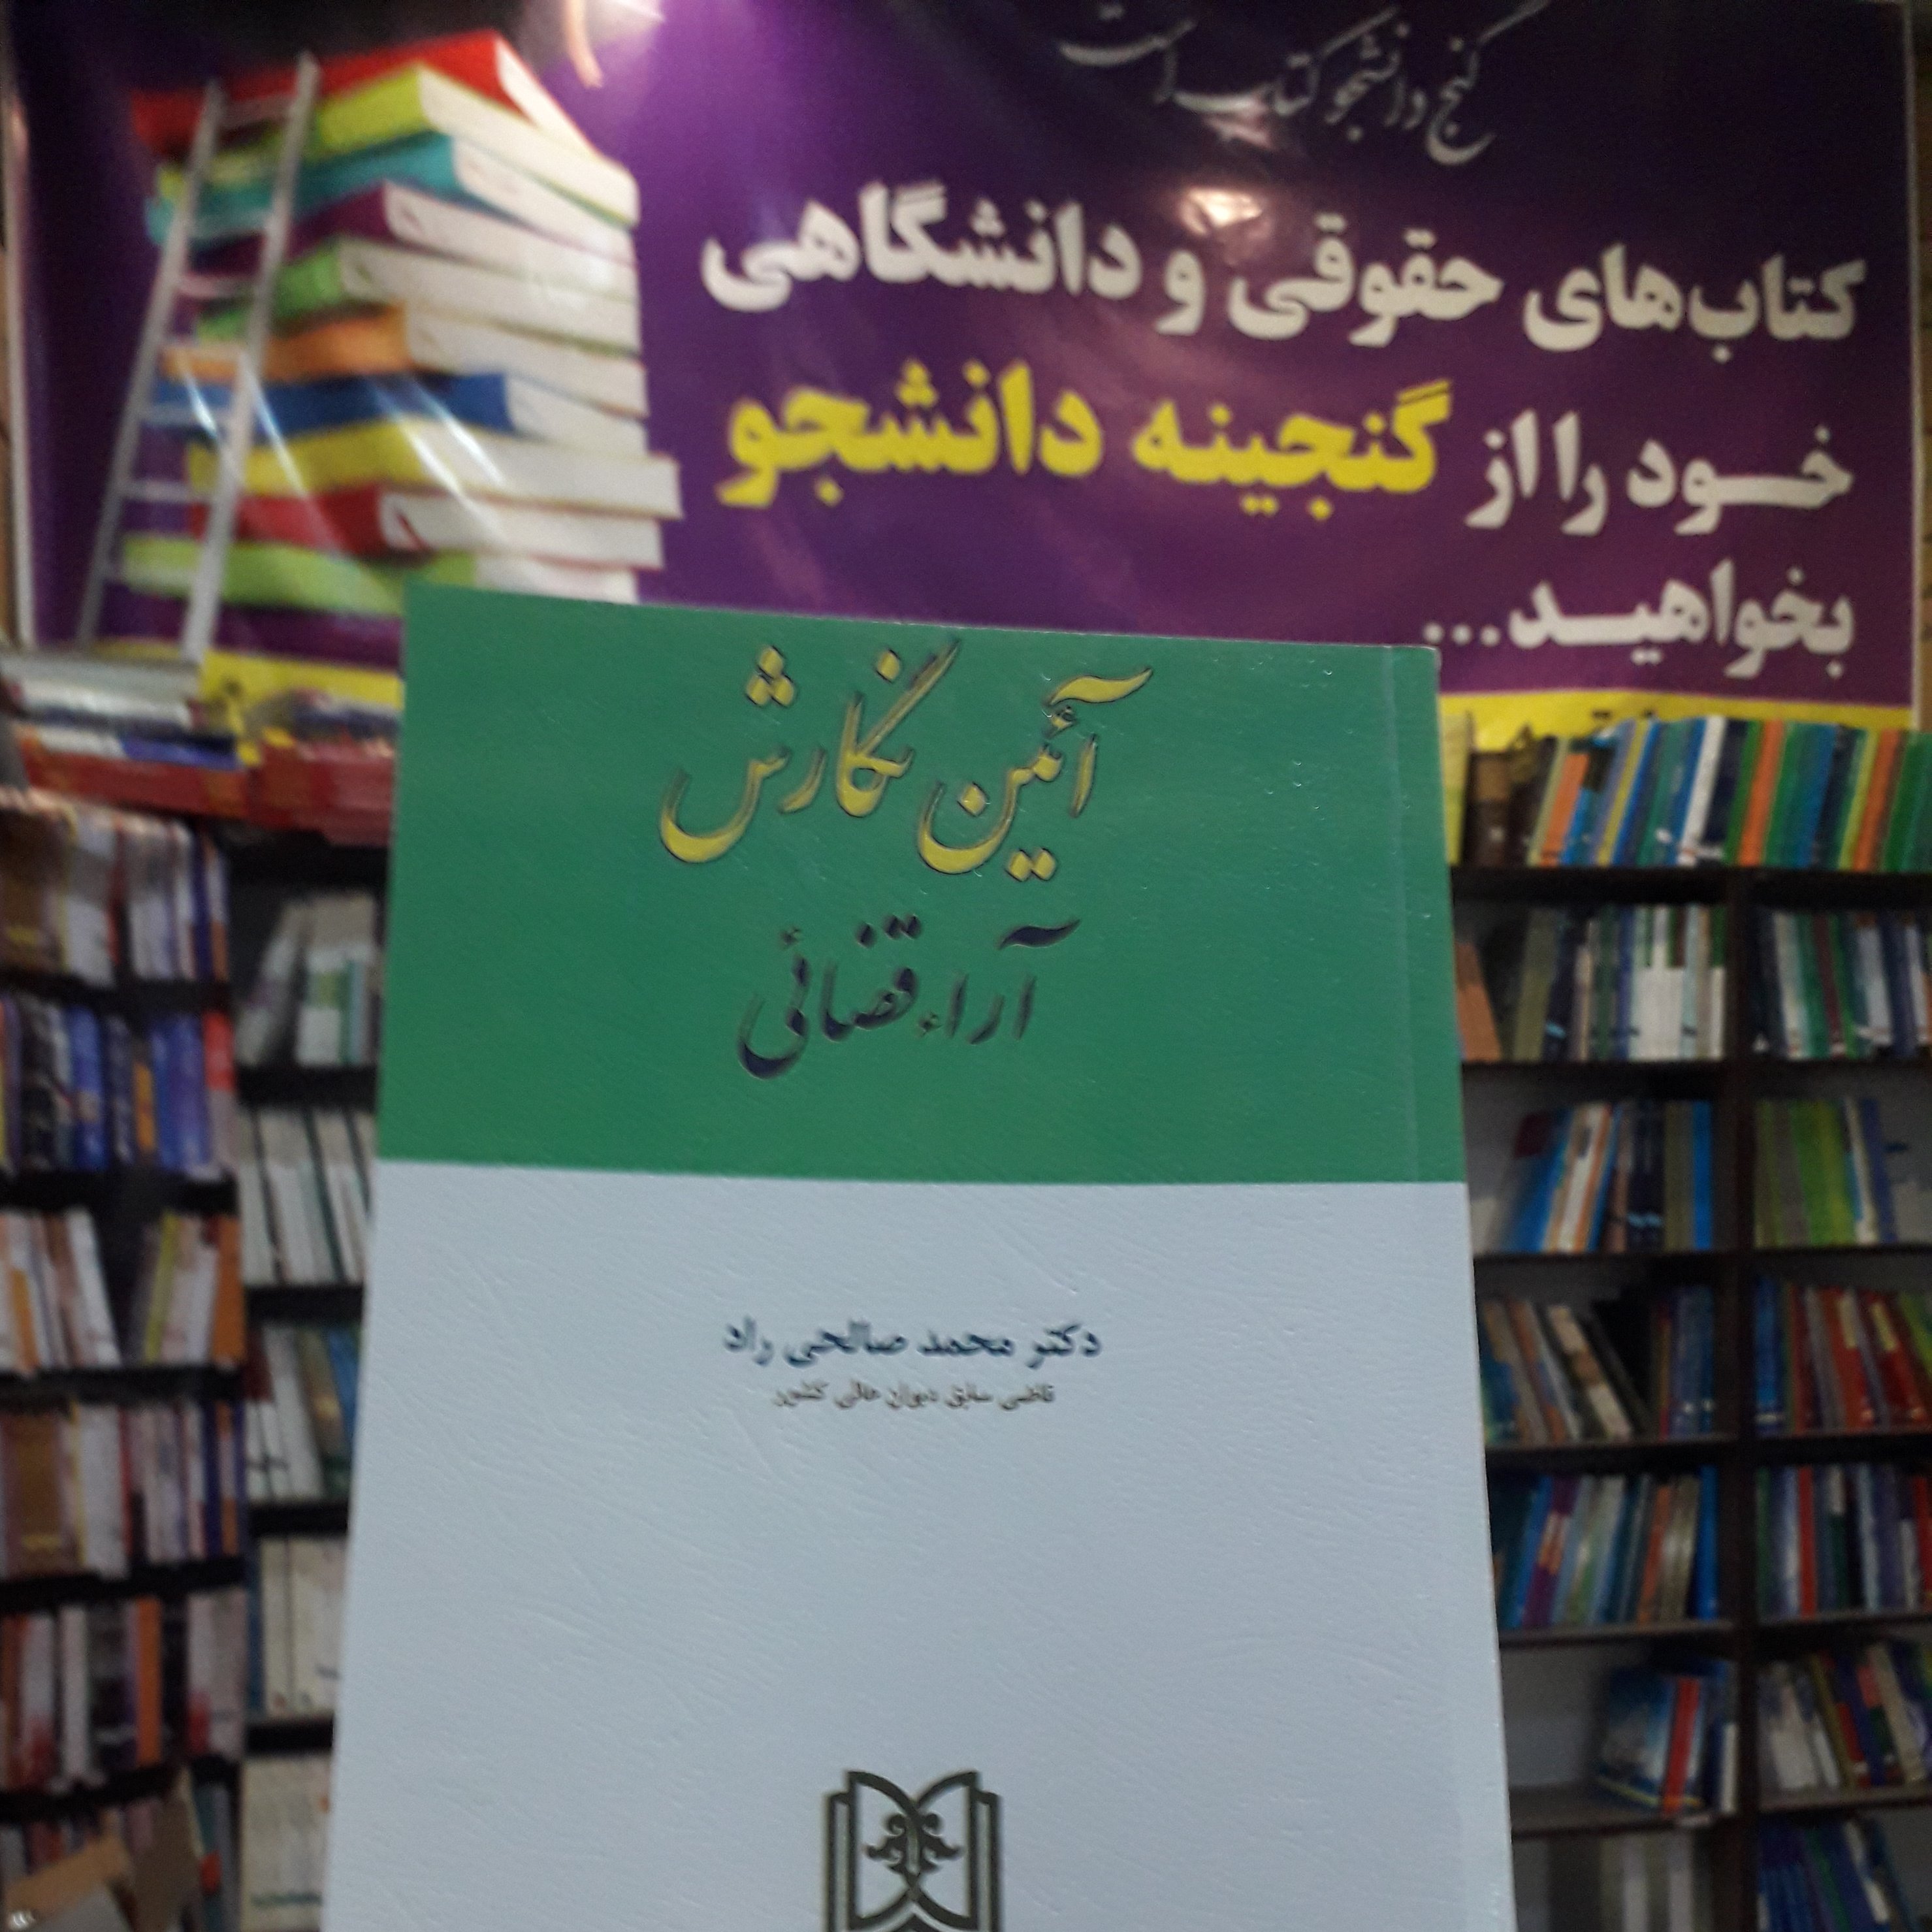 گنج دانشجو کتاب است
کتاب‌های حقوقی و دانشگاهی
خود را از گنجینه دانشجو
بخواهید...
آئین نگارش
آراء قضائی
دکتر محمد صالحی راد
قاضی سابق دیوان عالی کشور